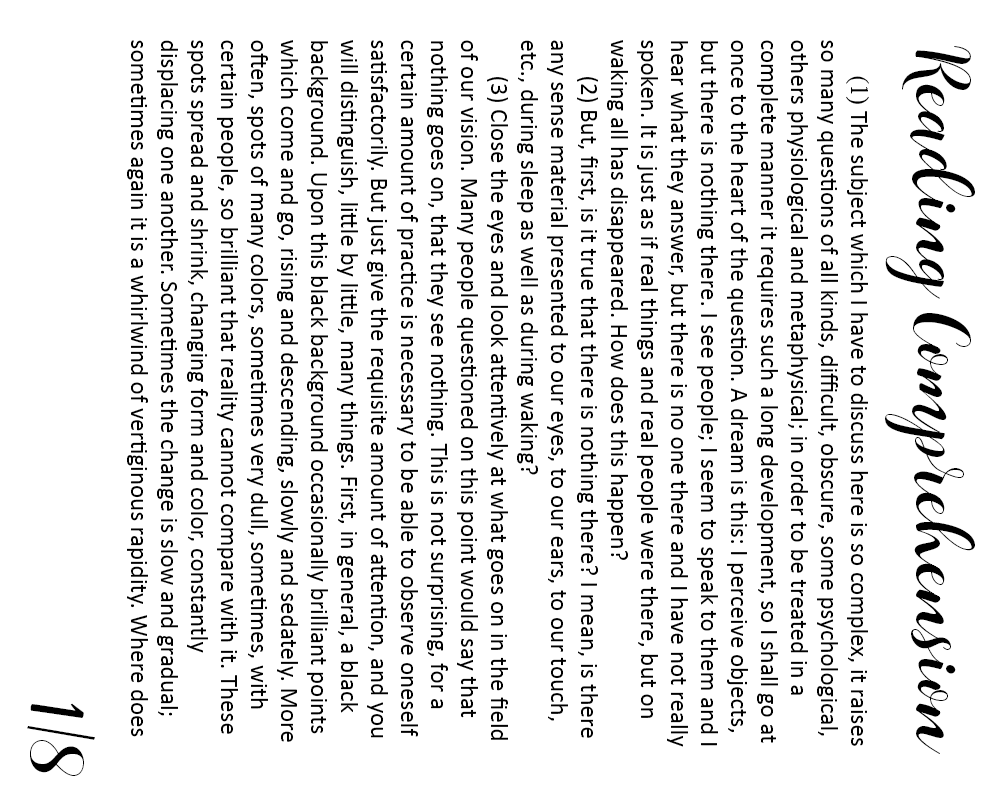 Reading Comprehension
(1) The subject which I have to discuss here is so complex, it raises
so many questions of all kinds, difficult, obscure, some psychological,
others physiological and metaphysical; in order to be treated in a
complete manner it requires such a long development, so I shall go at
once to the heart of the question. A dream is this: I perceive objects,
but there is nothing there. I see people; I seem to speak to them and I
hear what they answer, but there is no one there and I have not really
spoken. It is just as if real things and real people were there, but on
waking all has disappeared. How does this happen?
(2) But, first, is it true that there is nothing there? I mean, is there
any sense material presented to our eyes, to our ears, to our touch,
etc., during sleep as well as during waking?
(3) Close the eyes and look attentively at what goes on in the field
of our vision. Many people questioned on this point would say that
nothing goes on, that they see nothing. This is not surprising, for a
certain amount of practice is necessary to be able to observe oneself
satisfactorily. But just give the requisite amount of attention, and you
will distinguish, little by little, many things. First, in general, a black
background. Upon this black background occasionally brilliant points
which come and go, rising and descending, slowly and sedately. More
often, spots of many colors, sometimes very dull, sometimes, with
certain people, so brilliant that reality cannot compare with it. These
spots spread and shrink, changing form and color, constantly
displacing one another. Sometimes the change is slow and gradual;
sometimes again it is a whirlwind of vertiginous rapidity. Where does
1/8